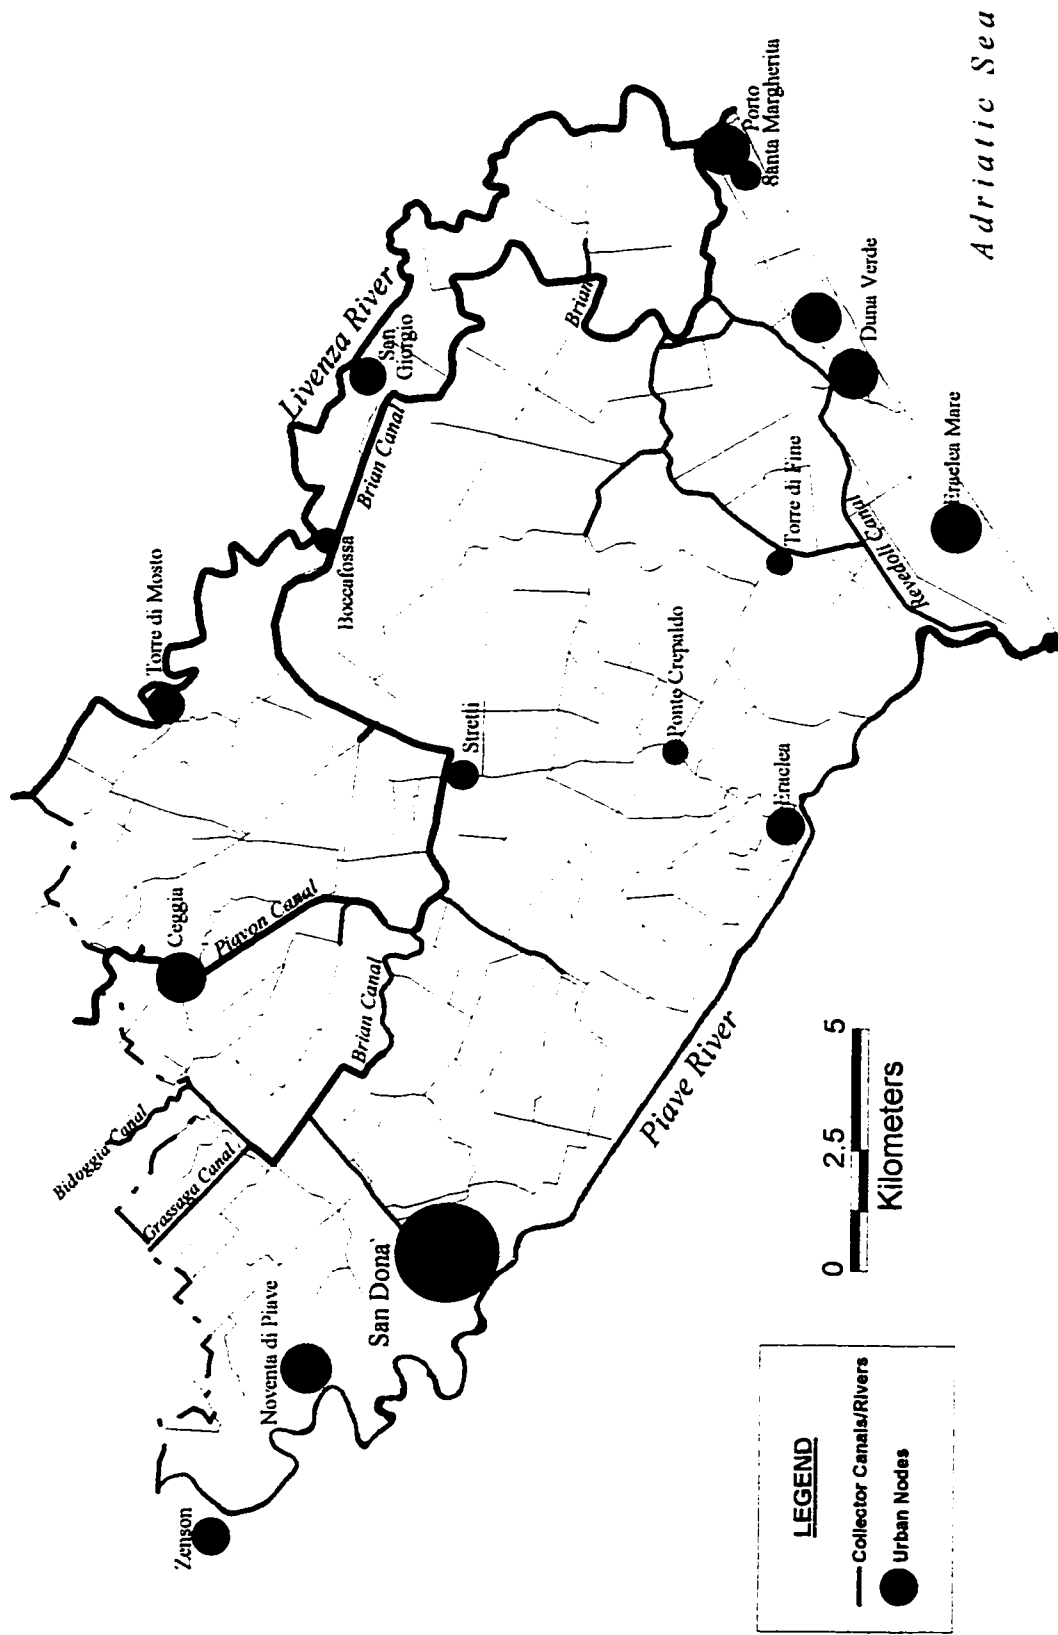 Zenson
Noventa di Piave
San Dona`
Grassaga Canal
Bidoggia Canal
Brian Canal
Ceggia
Piavon Canal
Torre di Mosto
Stretti
Boccafossa
Livenza River
San
Giorgio
Brian Canal
Brian
Ponte Crepaldo
Eraclea
Piave River
Torre di Fine
Revedoli Canal
Eraclea Mare
Duna Verde
Porto
Santa Margherita
Adriatic Sea
0 2.5 5
Kilometers
LEGEND
Collector Canals/Rivers
Urban Nodes